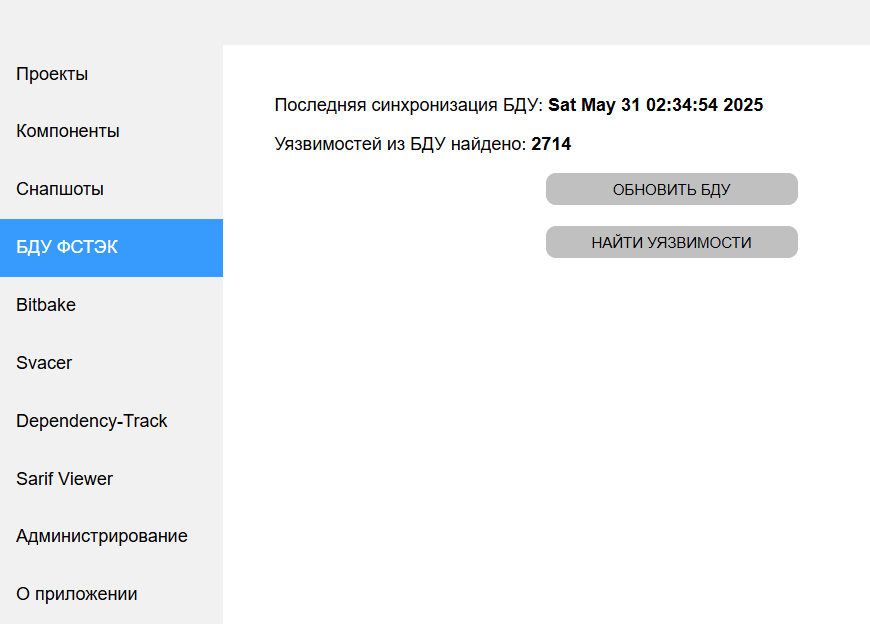 Проекты
Компоненты
Снапшоты
БДУ ФСТЭК
Bitbake
Svacer
Dependency-Track
Sarif Viewer
Администрирование
О приложении
Последняя синхронизация БДУ: Sat May 31 02:34:54 2025
Уязвимостей из БДУ найдено: 2714
ОБНОВИТЬ БДУ
НАЙТИ УЯЗВИМОСТИ